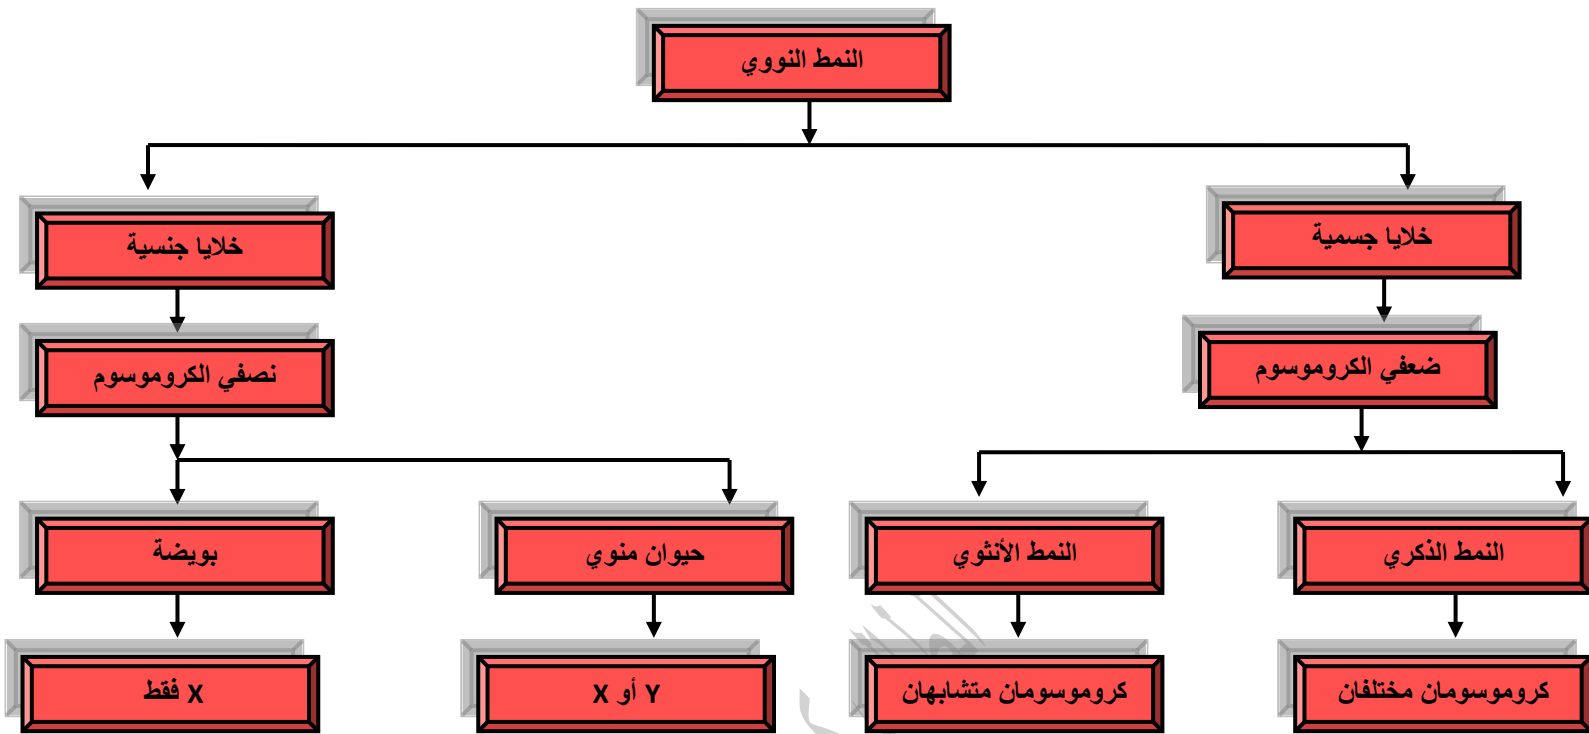 النمط النووي
خلايا جسمية
خلايا جنسية
ضعفي الكروموسوم
نصفي الكروموسوم
النمط الذكري
النمط الأنثوي
حيوان منوي
بويضة
كروموسومان مختلفان
كروموسومان متشابهان
Y أو X
X فقط